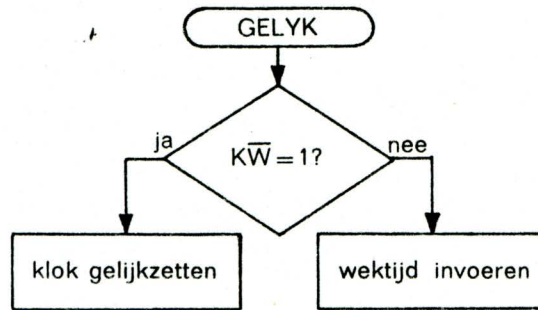 GELYK
ja
KW̅ = 1?
nee
klok gelijkzetten
wektijd invoeren